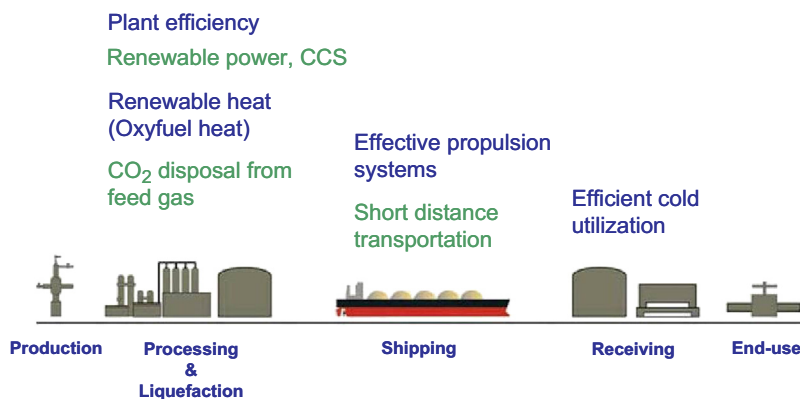 Plant efficiency
Renewable power, CCS
Renewable heat
(Oxyfuel heat)
CO₂ disposal from
feed gas
Effective propulsion
systems
Short distance
transportation
Efficient cold
utilization
Production
Processing
&
Liquefaction
Shipping
Receiving
End-use